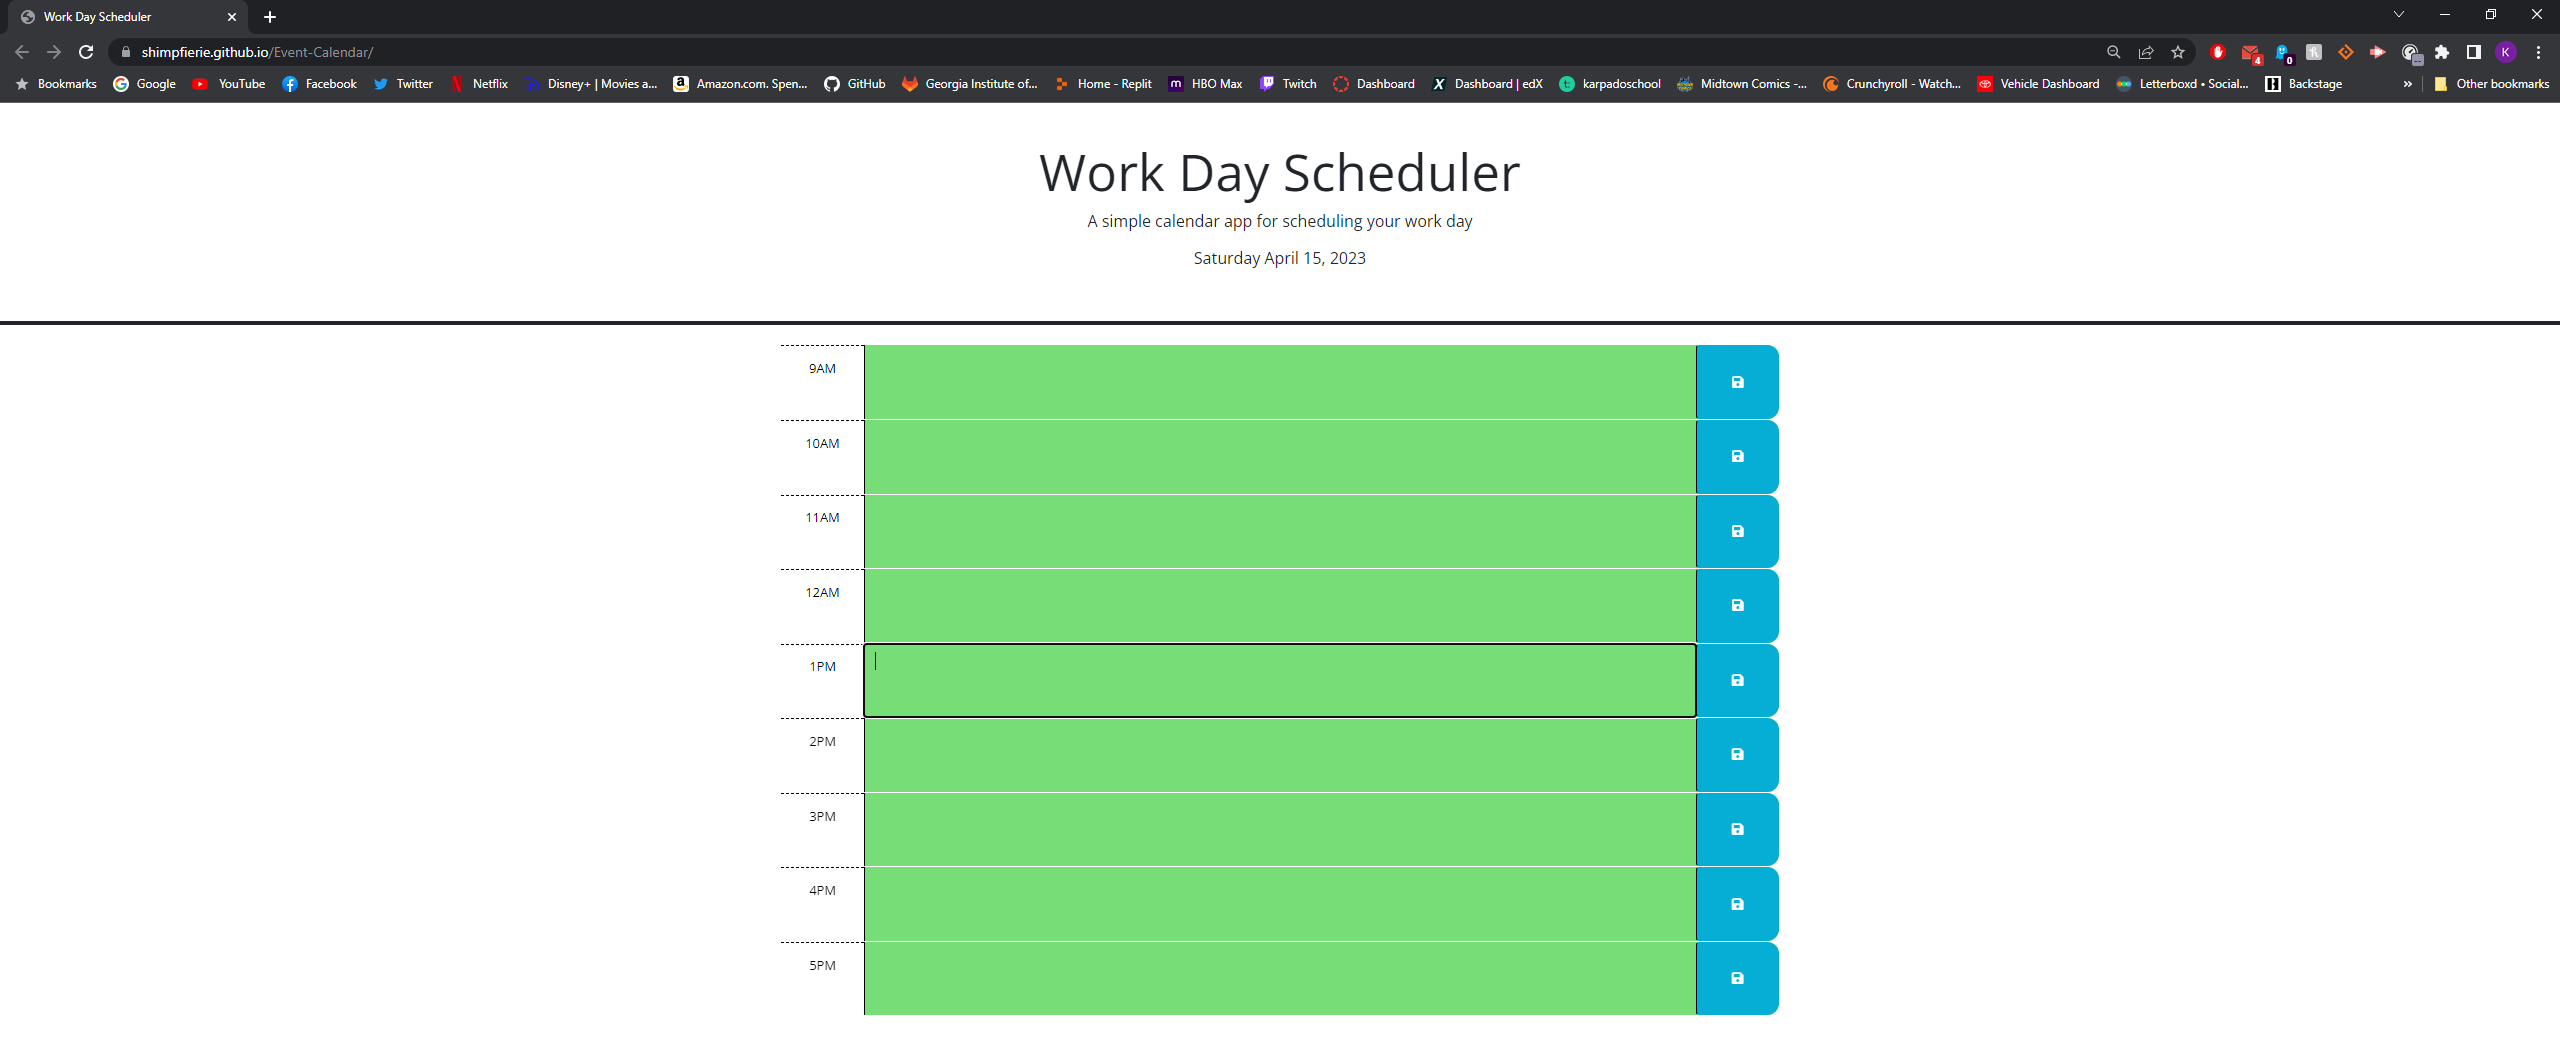 Work Day Scheduler
shimpfierie.github.io/Event-Calendar/
4
0
K
Bookmarks Google YouTube Facebook Twitter Netflix Disney+ | Movies a... Amazon.com. Spen... GitHub Georgia Institute of... Home - Replit HBO Max Twitch Dashboard Dashboard | edX karpadoschool Midtown Comics -... Crunchyroll - Watch... Vehicle Dashboard Letterboxd • Social... Backstage » Other bookmarks
Work Day Scheduler
A simple calendar app for scheduling your work day
Saturday April 15, 2023
9AM
10AM
11AM
12AM
1PM
2PM
3PM
4PM
5PM